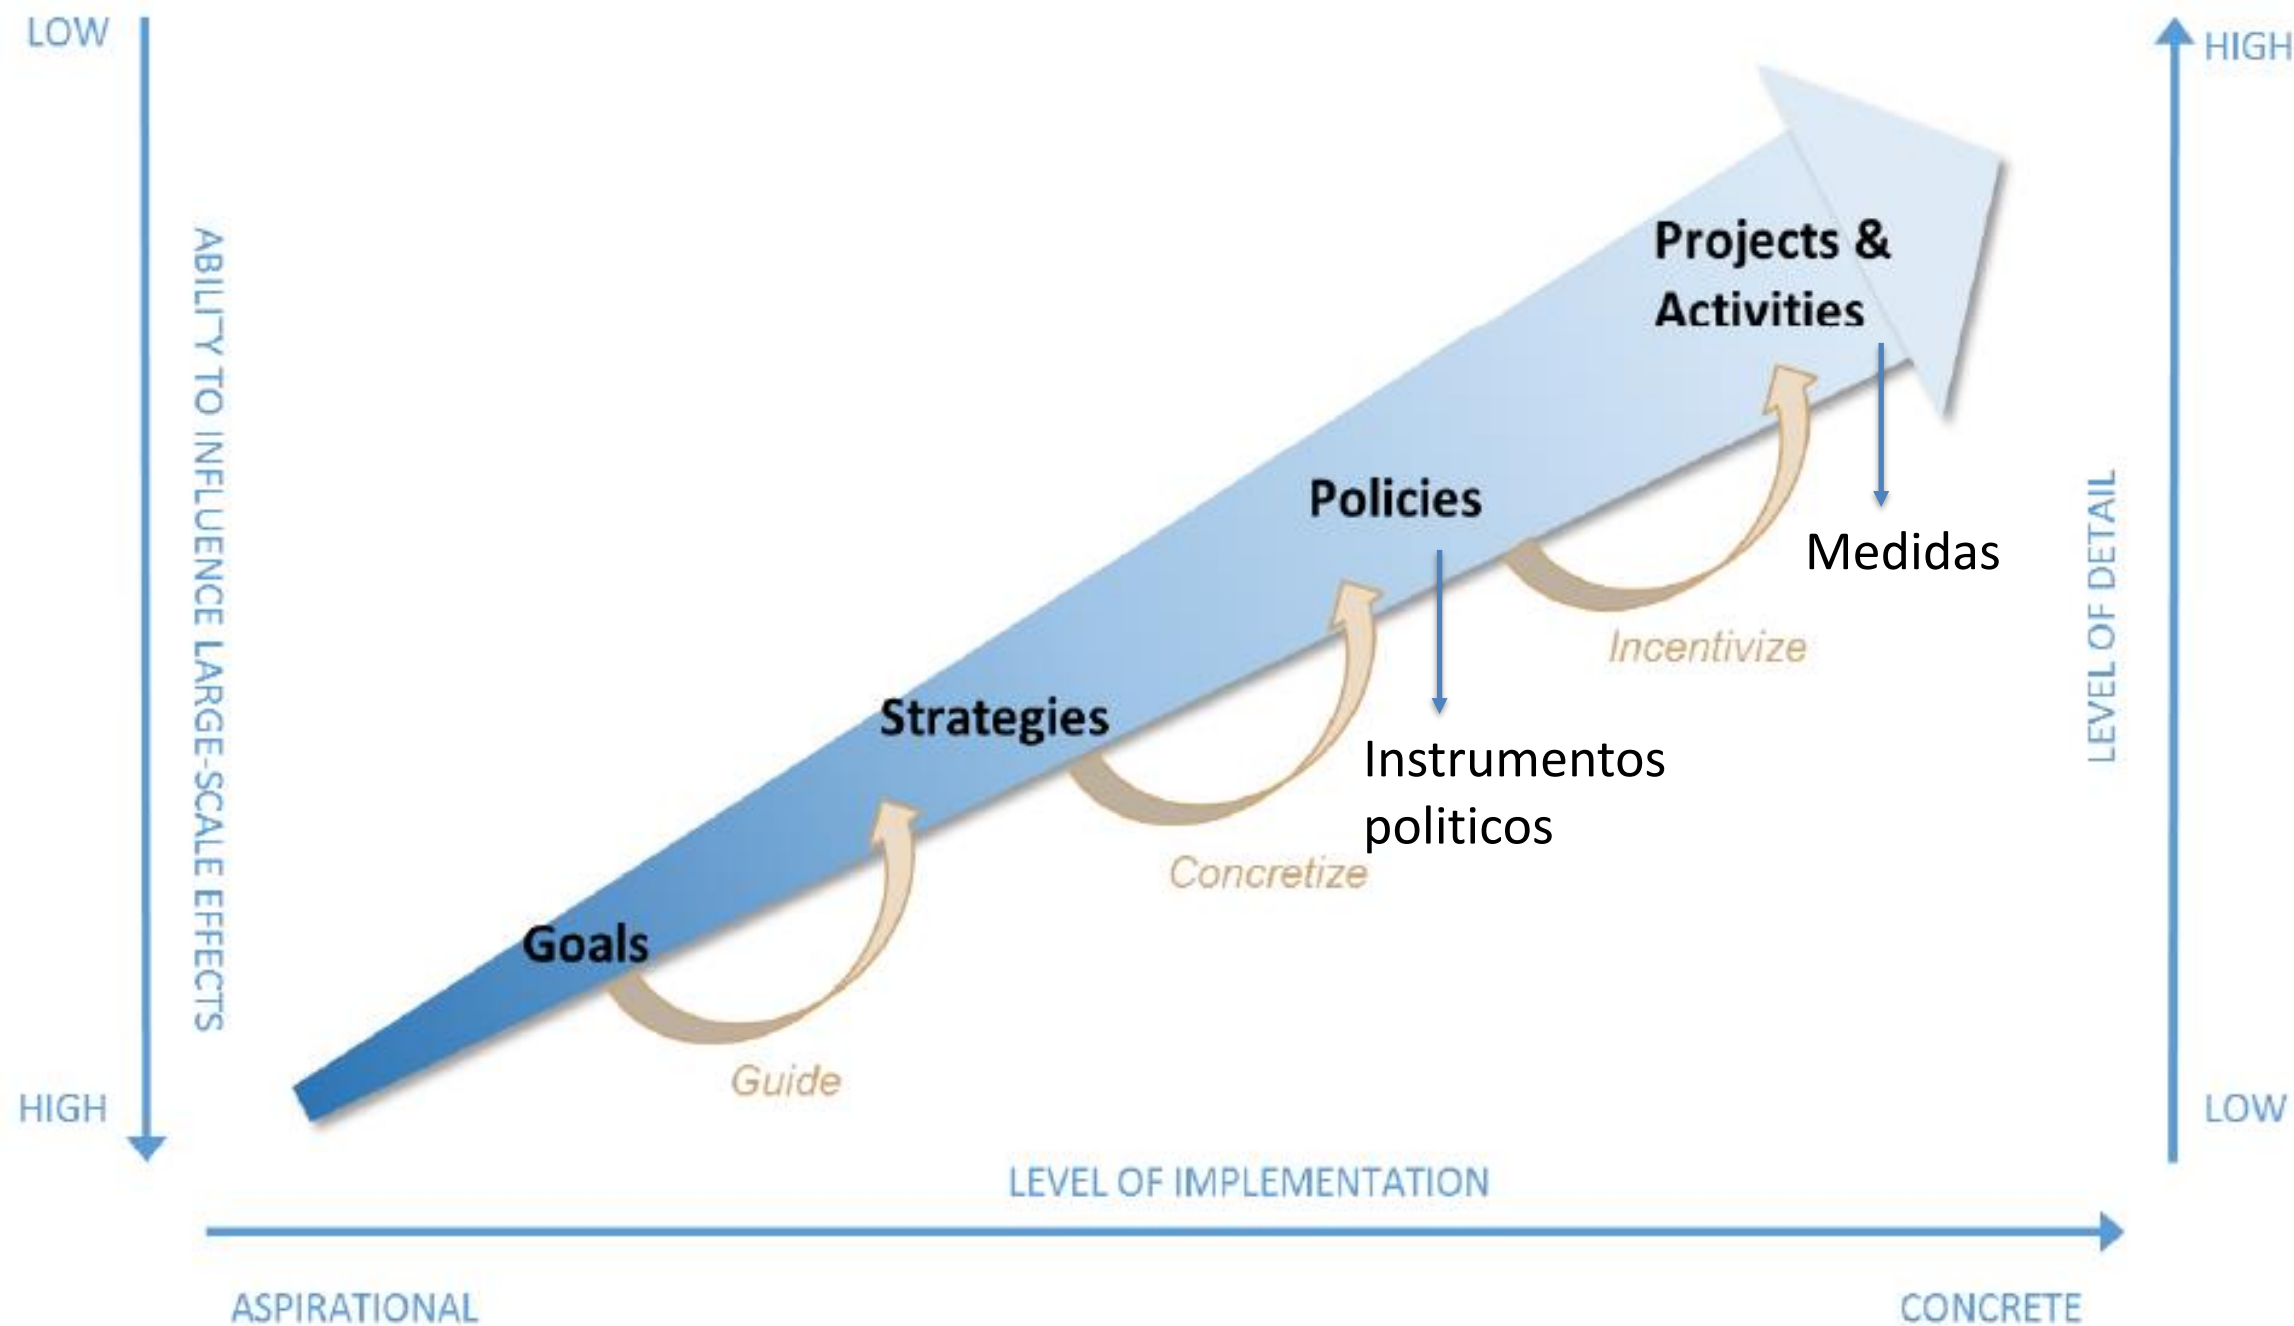 LOW
HIGH
ABILITY TO INFLUENCE LARGE-SCALE EFFECTS
Projects &
Activities
Policies
Medidas
Incentivize
LEVEL OF DETAIL
Strategies
Instrumentos
politicos
Concretize
Goals
Guide
HIGH
LOW
LEVEL OF IMPLEMENTATION
ASPIRATIONAL
CONCRETE